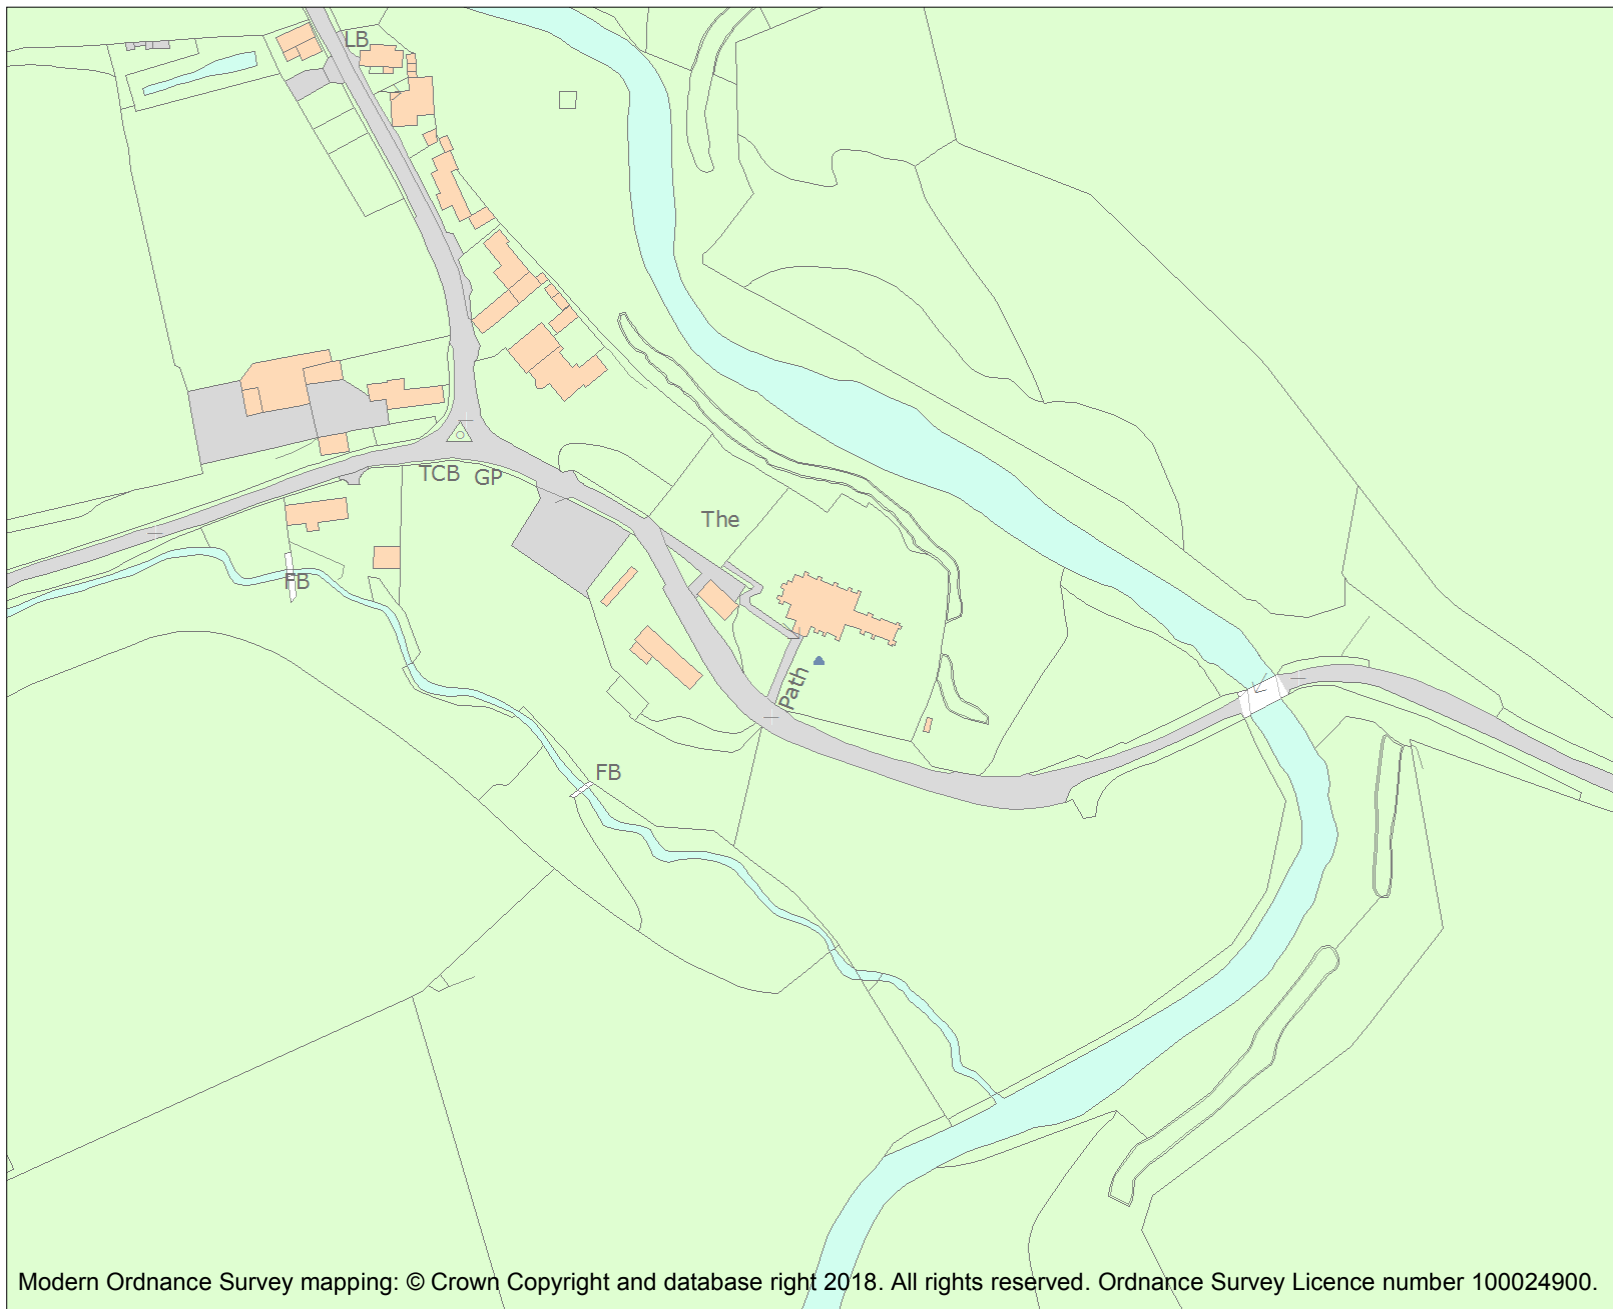 LB
TCB GP
The
FB
Path
FB
Modern Ordnance Survey mapping: © Crown Copyright and database right 2018. All rights reserved. Ordnance Survey Licence number 100024900.